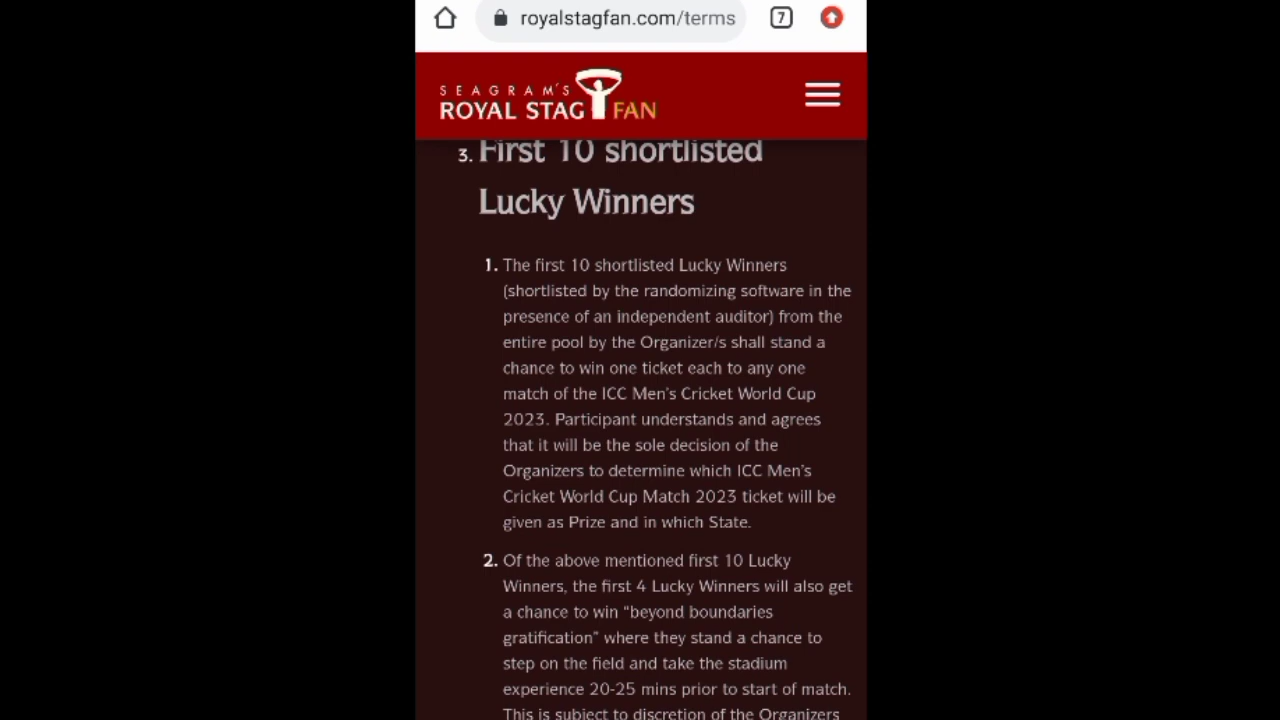 royalstagfan.com/terms
7
SEAGRAM'S
ROYAL STAG FAN
3. First 10 shortlisted
Lucky Winners
1. The first 10 shortlisted Lucky Winners
(shortlisted by the randomizing software in the
presence of an independent auditor) from the
entire pool by the Organizer/s shall stand a
chance to win one ticket each to any one
match of the ICC Men's Cricket World Cup
2023. Participant understands and agrees
that it will be the sole decision of the
Organizers to determine which ICC Men's
Cricket World Cup Match 2023 ticket will be
given as Prize and in which State.
2. Of the above mentioned first 10 Lucky
Winners, the first 4 Lucky Winners will also get
a chance to win "beyond boundaries
gratification" where they stand a chance to
step on the field and take the stadium
experience 20-25 mins prior to start of match.
This is subject to discretion of the Organizers